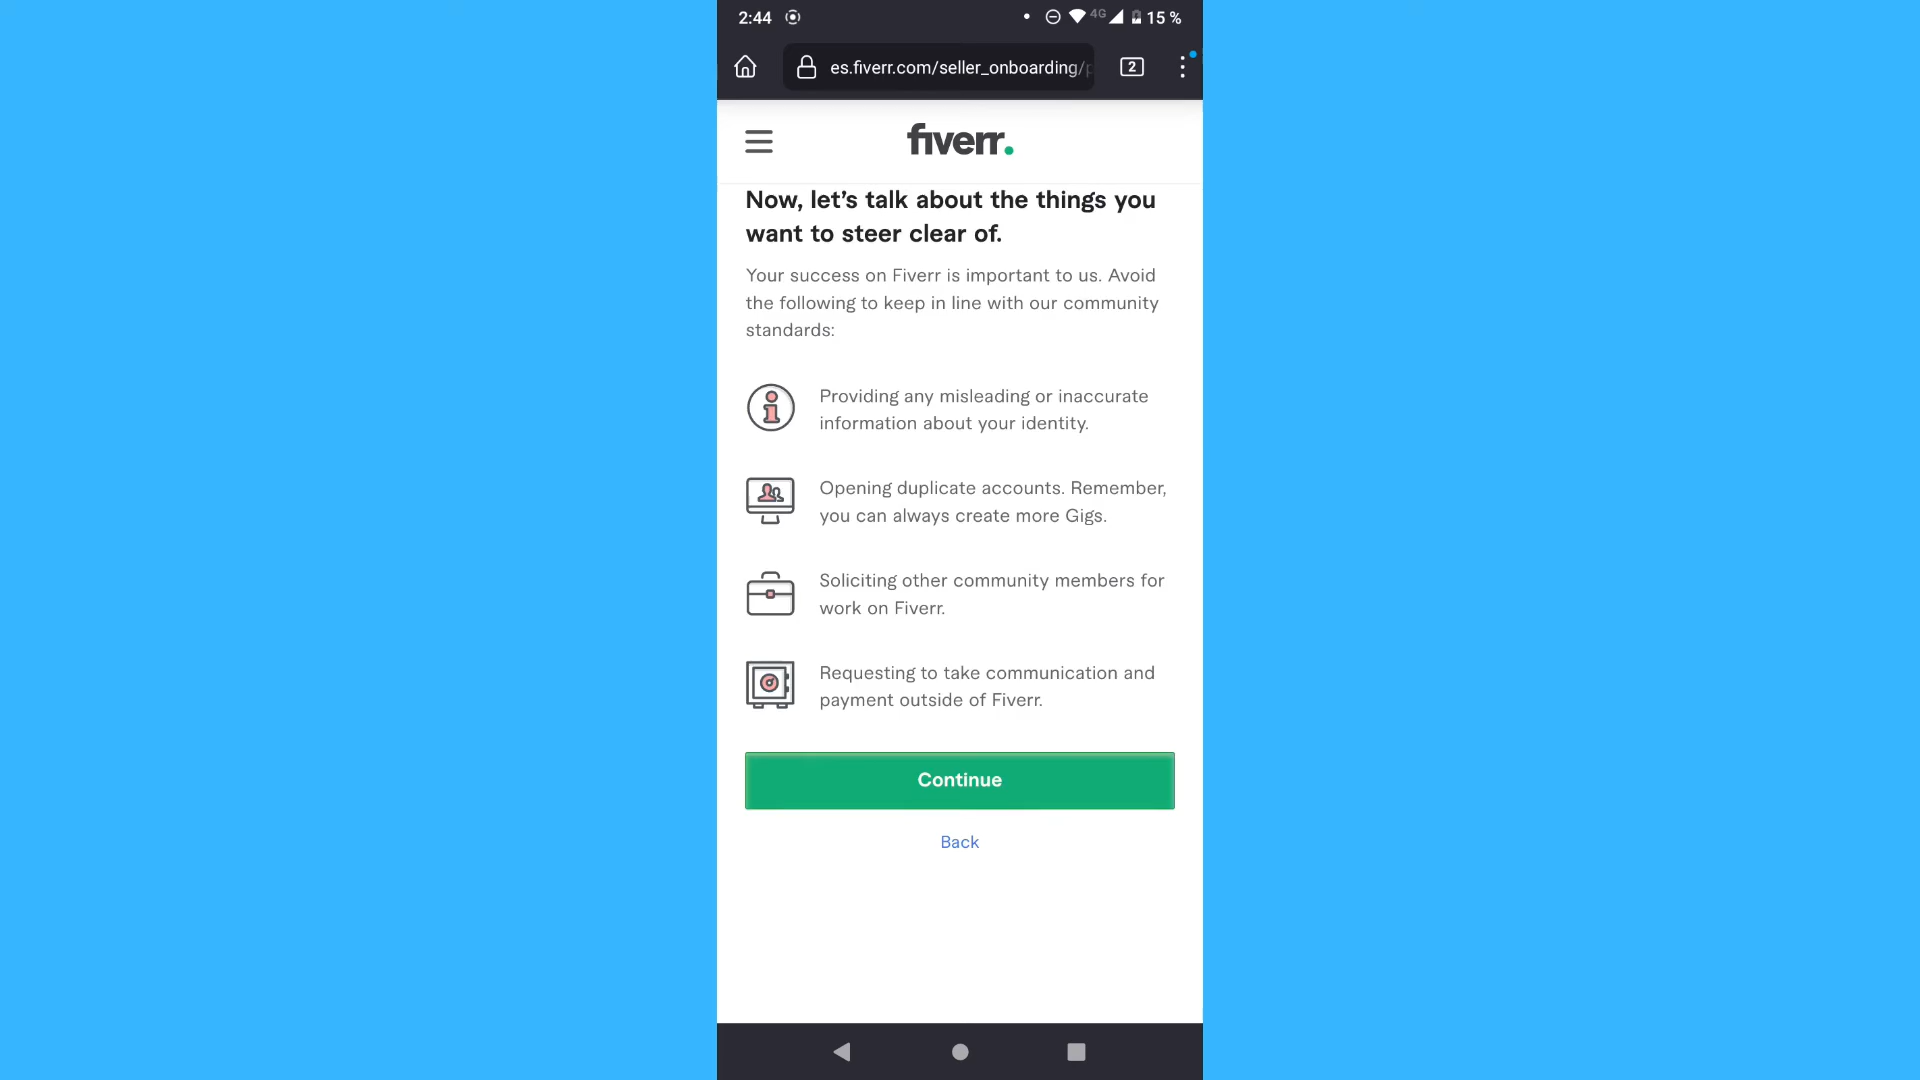 2:44 4G 15 %
es.fiverr.com/seller_onboarding/p 2
fiverr.
Now, let’s talk about the things you
want to steer clear of.
Your success on Fiverr is important to us. Avoid
the following to keep in line with our community
standards:
Providing any misleading or inaccurate
information about your identity.
Opening duplicate accounts. Remember,
you can always create more Gigs.
Soliciting other community members for
work on Fiverr.
Requesting to take communication and
payment outside of Fiverr.
Continue
Back